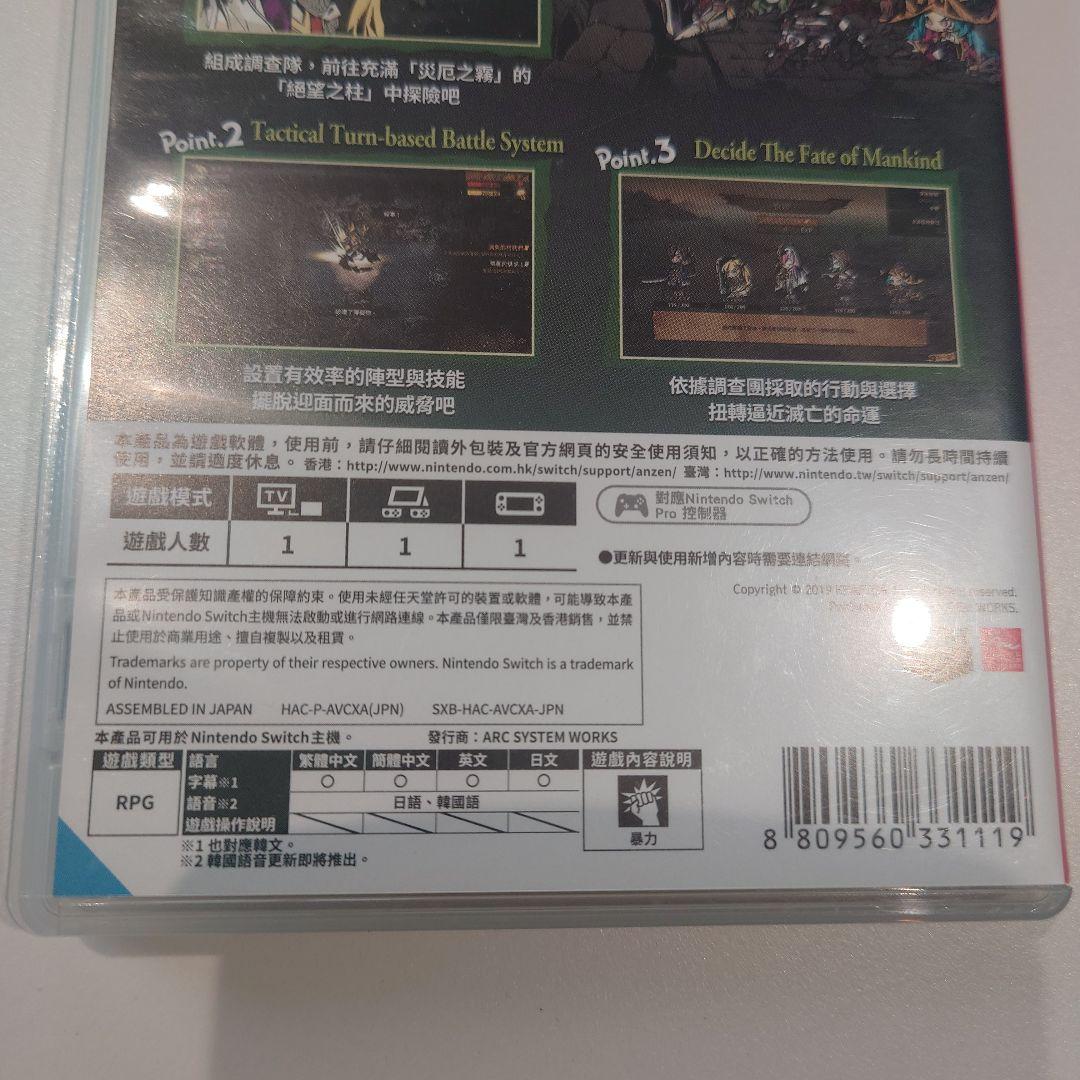 組成調查隊，前往充滿「災厄之霧」的
「絕望之柱」中探險吧
Point.2 Tactical Turn-based Battle System
Point.3 Decide The Fate of Mankind
設置有效率的陣型與技能
擺脫迎面而來的威脅吧
依據調查團採取的行動與選擇
扭轉逼近滅亡的命運
本產品為遊戲軟體，使用前，請仔細閱讀外包裝及官方網頁的安全使用須知，以正確的方法使用。請勿長時間持續
使用，並請適度休息。 香港：http://www.nintendo.com.hk/switch/support/anzen/ 臺灣：http://www.nintendo.tw/switch/support/anzen/
遊戲模式 TV
遊戲人數 1 1 1
對應Nintendo Switch
Pro 控制器
●更新與使用新增內容時需要連結網際。
本產品受保護知識產權的保障約束。使用未經任天堂許可的裝置或軟體，可能導致本產
品或Nintendo Switch主機無法啟動或進行網路連線。本產品僅限臺灣及香港銷售，並禁
止使用於商業用途、擅自複製以及租賃。
Trademarks are property of their respective owners. Nintendo Switch is a trademark
of Nintendo.
ASSEMBLED IN JAPAN HAC-P-AVCXA(JPN) SXB-HAC-AVCXA-JPN
Copyright © 2019 reserved.
WORKS.
本產品可用於Nintendo Switch主機。 發行商：ARC SYSTEM WORKS
遊戲類型 語言 繁體中文 簡體中文 英文 日文 遊戲內容說明
字幕※1 ○ ○ ○ ○
RPG 語音※2 日語、韓國語
遊戲操作說明
暴力
※1 也對應韓文。
※2 韓國語音更新即將推出。
8 809560 331119